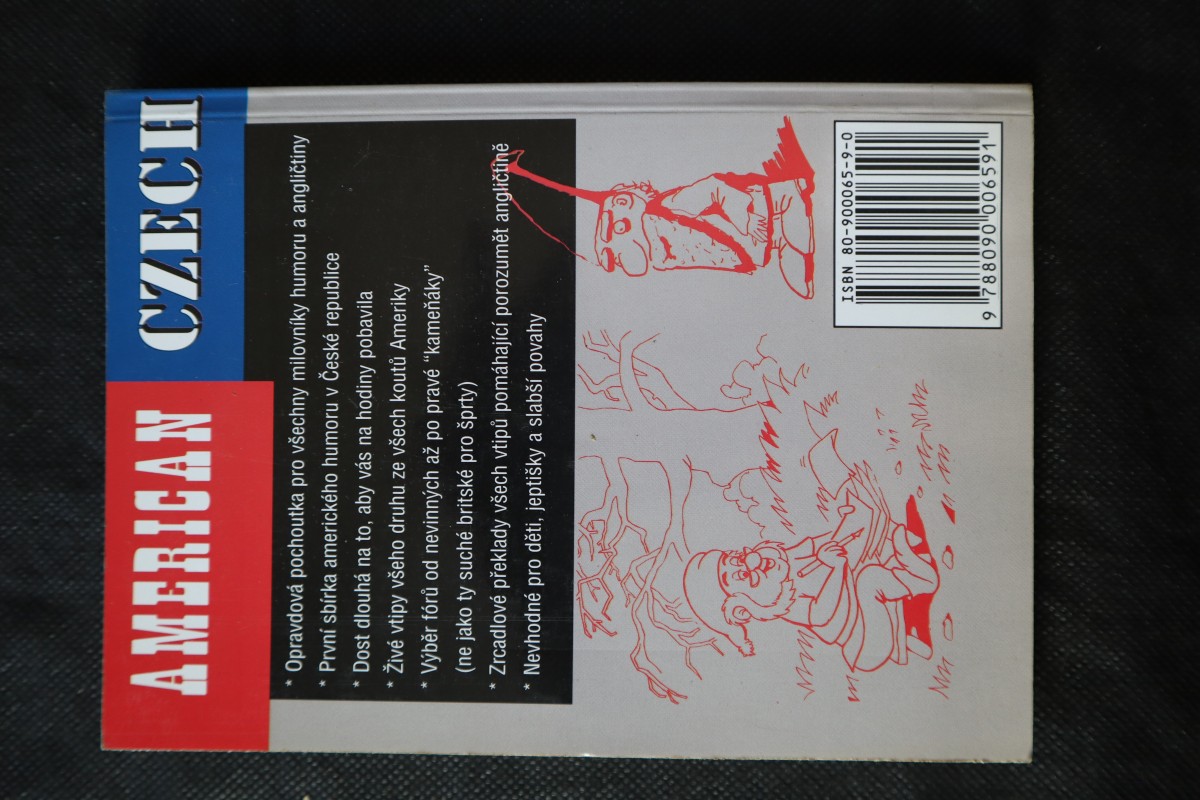 AMERICAN CZECH
* Opravdová pochoutka pro všechny milovníky humoru a angličtiny
* První sbírka amerického humoru v České republice
* Dost dlouhá na to, aby vás na hodiny pobavila
* Živé vtipy všeho druhu ze všech koutů Ameriky
* Výběr fórů od nevinných až po pravé “kameňáky”
(ne jako ty suché britské pro šprty)
* Zrcadlové překlady všech vtipů pomáhající porozumět angličtině
* Nevhodné pro děti, jeptišky a slabší povahy
!!??
ISBN 80-900065-9-0
9 788090 006591